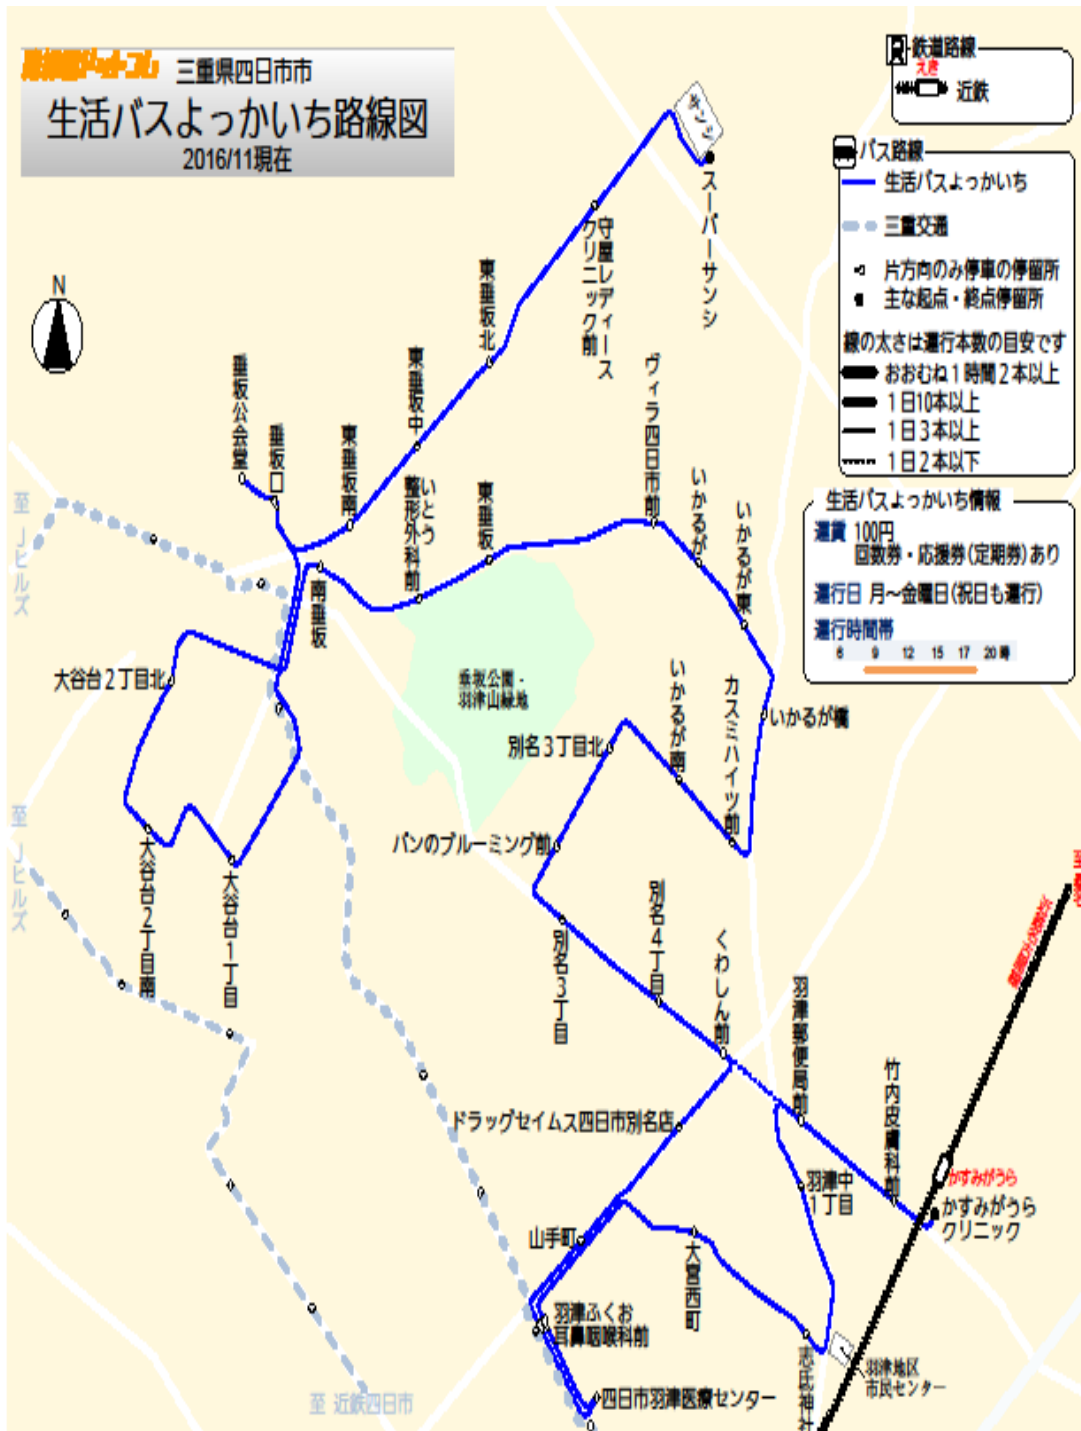 三重県四日市市
生活バスよっかいち路線図
2016/11現在
鉄道路線
えき
近鉄
バス路線
生活バスよっかいち
三重交通
片方向のみ停車の停留所
主な起点・終点停留所
線の太さは運行本数の目安です
おおむね1時間2本以上
1日10本以上
1日3本以上
1日2本以下
生活バスよっかいち情報
運賃 100円
回数券・応援券(定期券)あり
運行日 月～金曜日(祝日も運行)
運行時間帯
6 9 12 15 17 20時
N
サンシ
スーパーサンシ
守屋レディース
クリニック前
東垂坂北
東垂坂中
東垂坂南
垂坂公会堂
垂坂口
いとう
整形外科前
東垂坂
ヴィラ四日市前
いかるが
いかるが東
南垂坂
至 Jヒルズ
大谷台2丁目北
垂坂公園・
羽津山緑地
いかるが南
カスミハイツ前
いかるが橋
別名3丁目北
パンのブルーミング前
至 Jヒルズ
大谷台2丁目南
大谷台1丁目
別名3丁目
別名4丁目
くわしん前
羽津郵便局前
竹内皮膚科前
ドラッグセイムス四日市別名店
羽津中
1丁目
かすみがうら
かすみがうら
クリニック
山手町
大宮西町
羽津ふくお
耳鼻咽喉科前
志氏神社
羽津地区
市民センター
四日市羽津医療センター
至 近鉄四日市